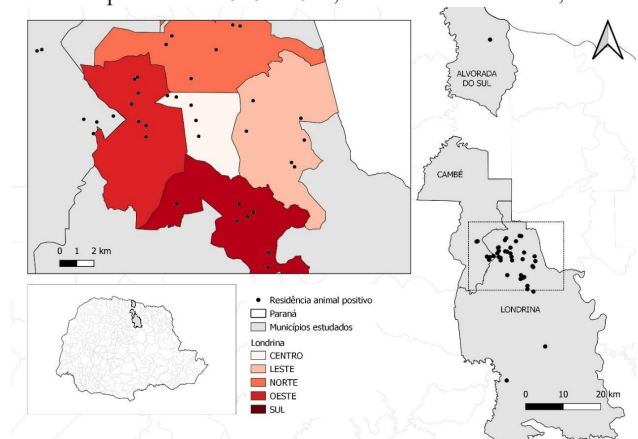 ALVORADA
DO SUL
CAMBÉ
LONDRINA
0 1 2 km
Residência animal positivo
Paraná
Municípios estudados
Londrina
CENTRO
LESTE
NORTE
OESTE
SUL
0 10 20 km